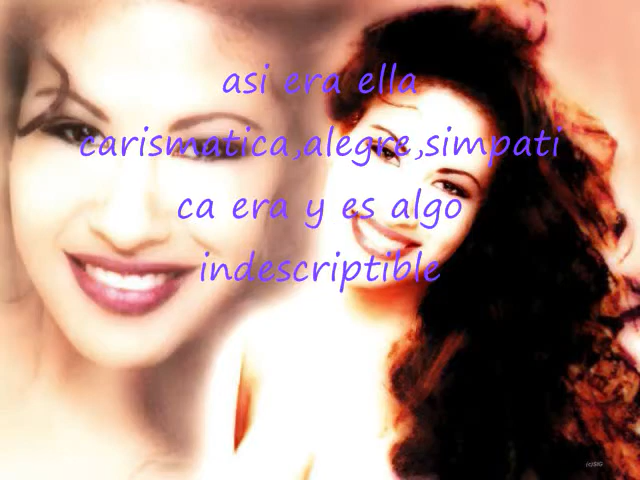 asi era ella
carismatica,alegre,simpati
ca era y es algo
indescriptible